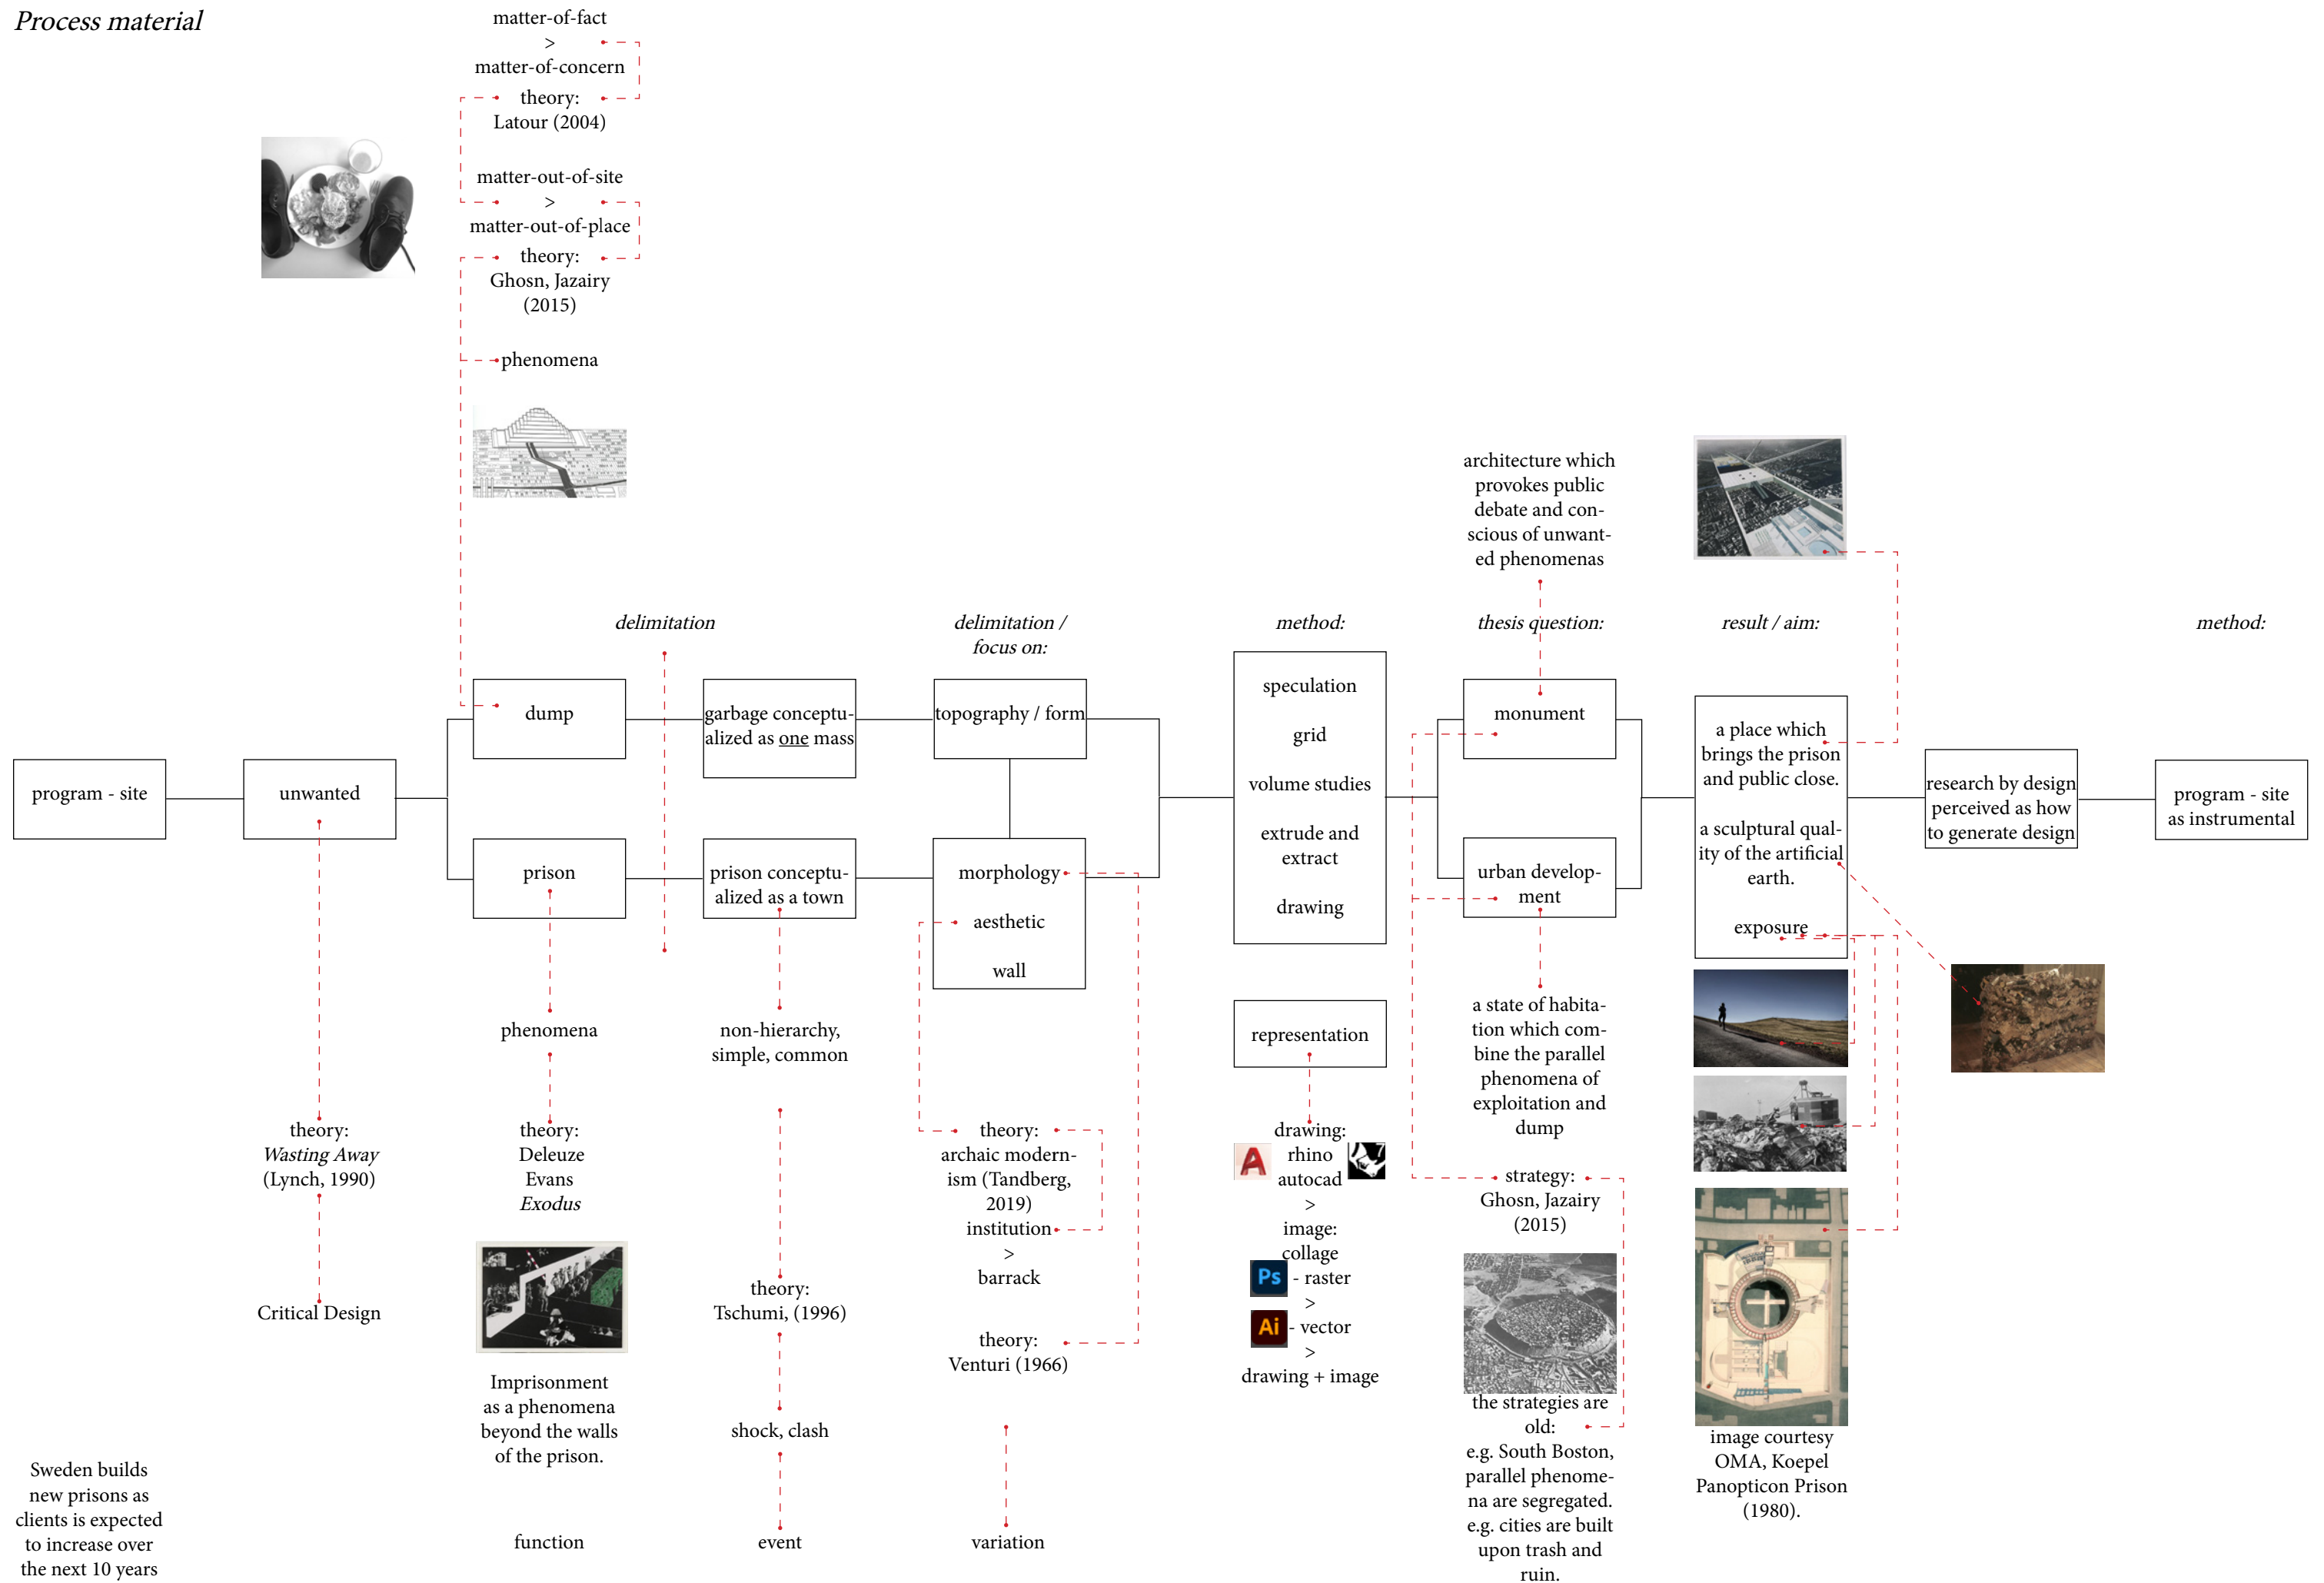 Process material
matter-of-fact
>
matter-of-concern
theory:
Latour (2004)
matter-out-of-site
>
matter-out-of-place
theory:
Ghosn, Jazairy
(2015)
phenomena
delimitation
delimitation /
focus on:
method:
architecture which
provokes public
debate and con-
scious of unwant-
ed phenomenas
thesis question:
result / aim:
method:
program - site
unwanted
dump
prison
garbage conceptu-
alized as one mass
prison conceptu-
alized as a town
topography / form
morphology
aesthetic
wall
speculation
grid
volume studies
extrude and
extract
drawing
monument
urban develop-
ment
a place which
brings the prison
and public close.
a sculptural qual-
ity of the artificial
earth.
exposure
research by design
perceived as how
to generate design
program - site
as instrumental
theory:
Wasting Away
(Lynch, 1990)
Critical Design
phenomena
theory:
Deleuze
Evans
Exodus
Imprisonment
as a phenomena
beyond the walls
of the prison.
function
non-hierarchy,
simple, common
theory:
Tschumi, (1996)
shock, clash
event
theory:
archaic modern-
ism (Tandberg,
2019)
institution
>
barrack
theory:
Venturi (1966)
variation
representation
drawing:
rhino
autocad
>
image:
collage
Ps - raster
>
Ai - vector
>
drawing + image
a state of habita-
tion which com-
bine the parallel
phenomena of
exploitation and
dump
strategy:
Ghosn, Jazairy
(2015)
the strategies are
old:
e.g. South Boston,
parallel phenome-
na are segregated.
e.g. cities are built
upon trash and
ruin.
image courtesy
OMA, Koepel
Panopticon Prison
(1980).
Sweden builds
new prisons as
clients is expected
to increase over
the next 10 years